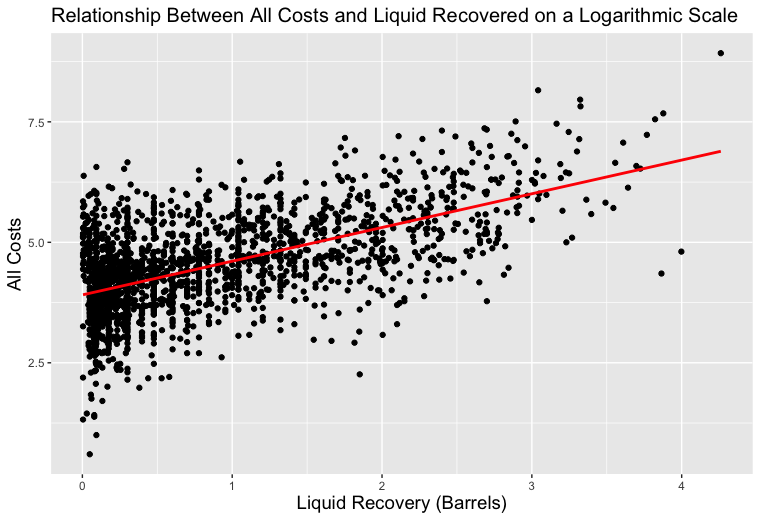 Relationship Between All Costs and Liquid Recovered on a Logarithmic Scale
All Costs
7.5
5.0
2.5
0 1 2 3 4
Liquid Recovery (Barrels)